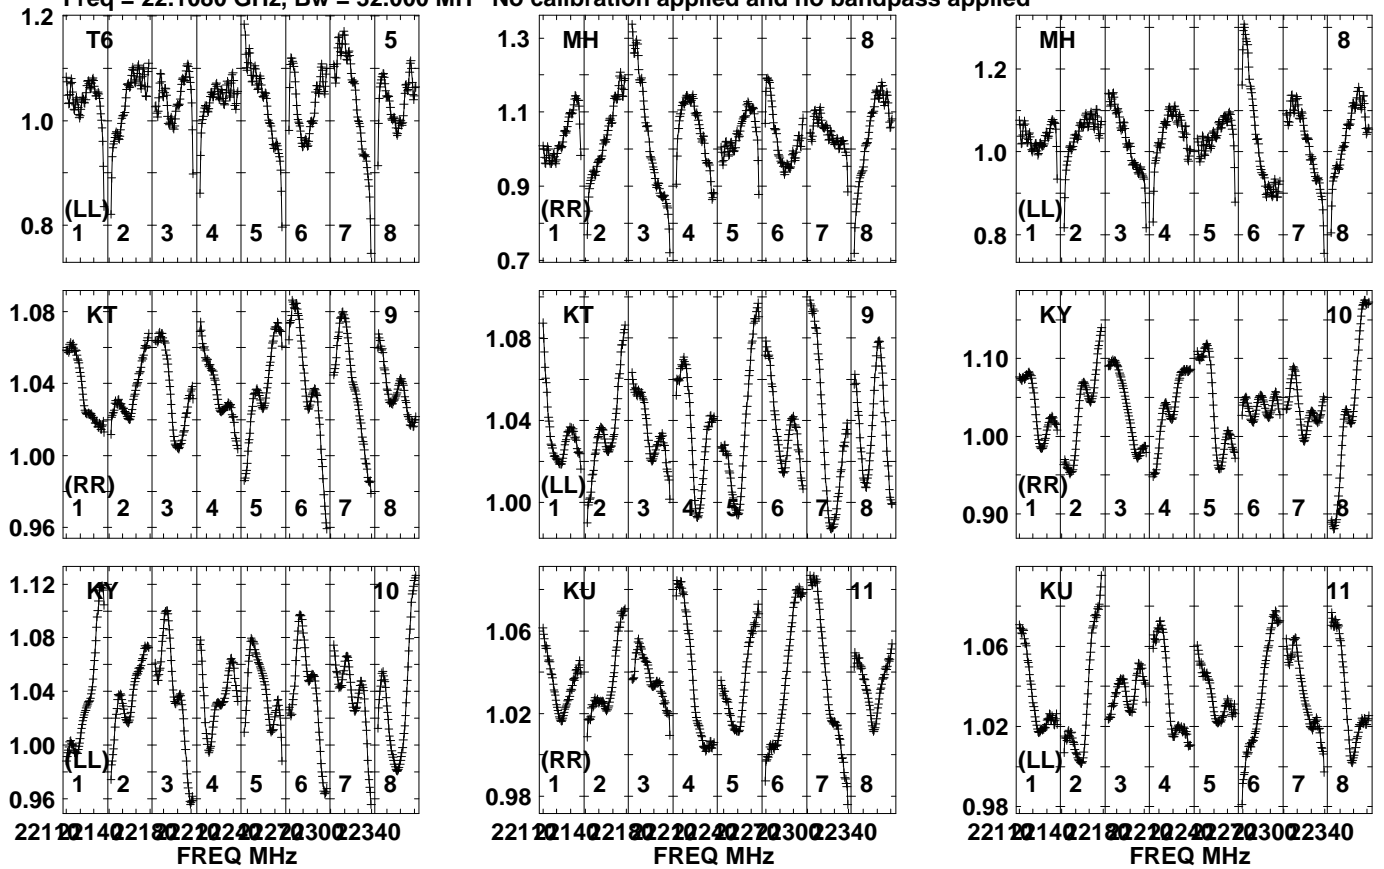 Freq = 22.1080 GHz, Bw = 32.000 MH No calibration applied and no bandpass applied
1.2
1.0
0.8
T6
5
(LL)
1 2 3 4 5 6 7 8
1.3
1.1
0.9
0.7
MH
8
(RR)
1 2 3 4 5 6 7 8
1.2
1.0
0.8
MH
8
(LL)
1 2 3 4 5 6 7 8
1.08
1.04
1.00
0.96
KT
9
(RR)
1 2 3 4 5 6 7 8
1.08
1.04
1.00
KT
9
(LL)
1 2 3 4 5 6 7 8
1.10
1.00
0.90
KY
10
(RR)
1 2 3 4 5 6 7 8
1.12
1.08
1.04
1.00
0.96
KY
10
(LL)
1 2 3 4 5 6 7 8
1.06
1.02
0.98
KU
11
(RR)
1 2 3 4 5 6 7 8
1.06
1.02
0.98
KU
11
(LL)
1 2 3 4 5 6 7 8
22340
22340
22340
FREQ MHz
FREQ MHz
FREQ MHz